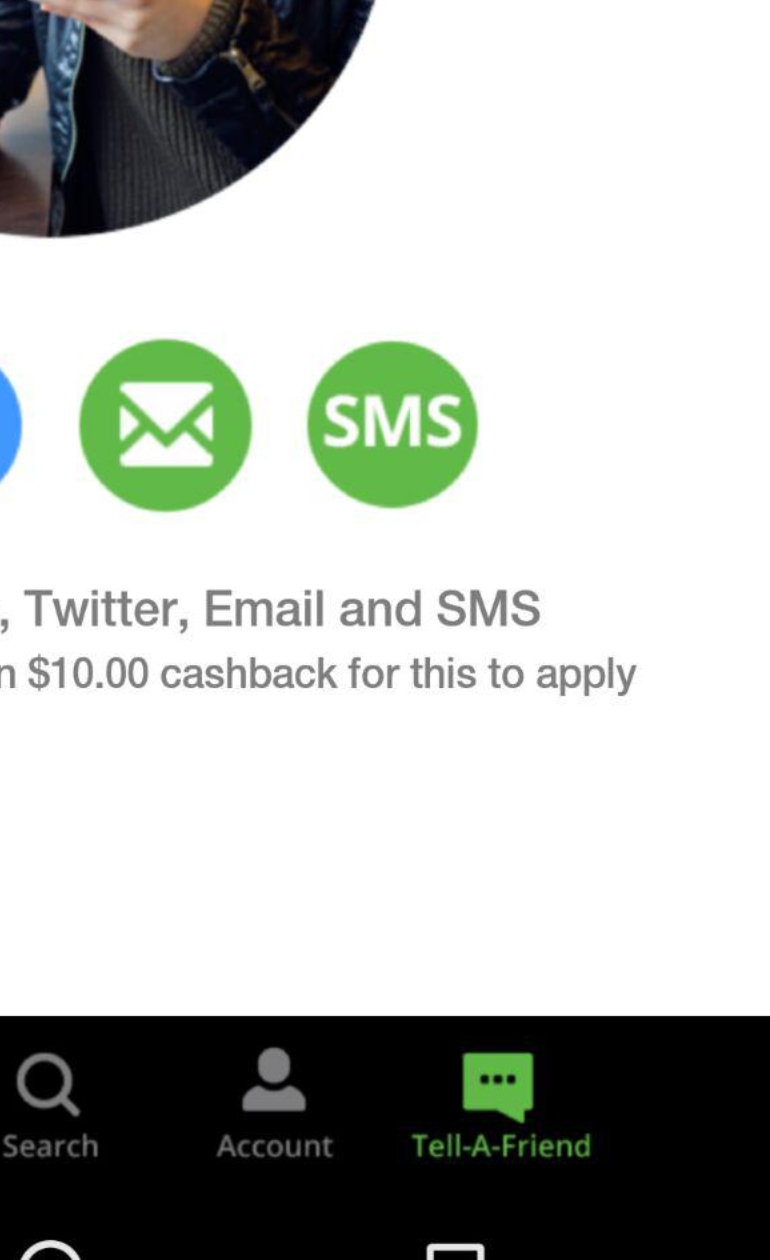 SMS
, Twitter, Email and SMS
n $10.00 cashback for this to apply
Search Account Tell-A-Friend